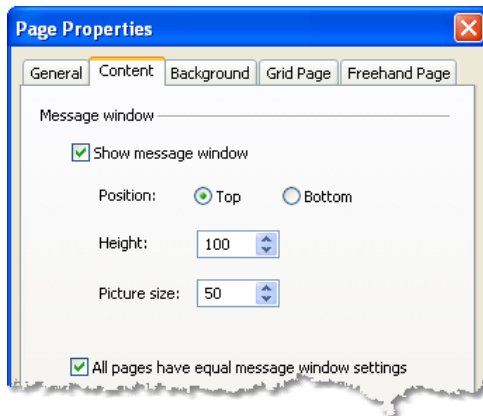 Page Properties
General Content Background Grid Page Freehand Page
Message window
Show message window
Position: Top Bottom
Height: 100
Picture size: 50
All pages have equal message window settings